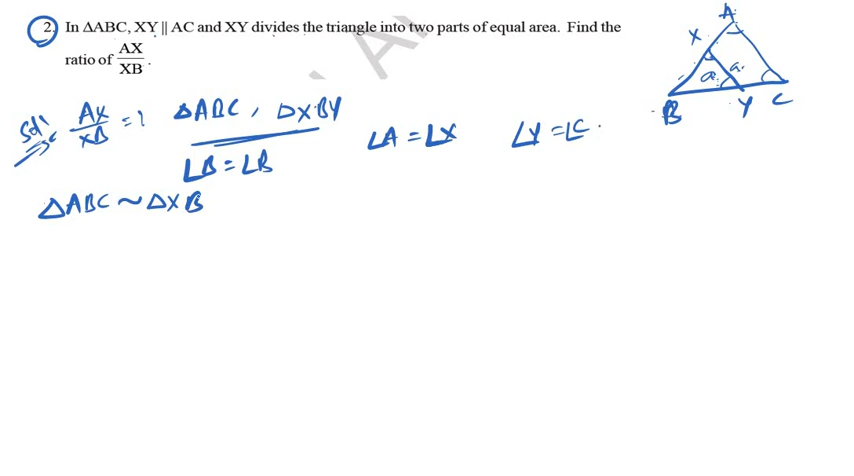 2. In ΔABC, XY || AC and XY divides the triangle into two parts of equal area. Find the
ratio of AX/XB.
A
X
a a
B Y C
Sol:
AX/XB = ?
ΔABC, ΔXBY
∠B = ∠B
∠A = ∠X
∠Y = ∠C
ΔABC ~ ΔXB